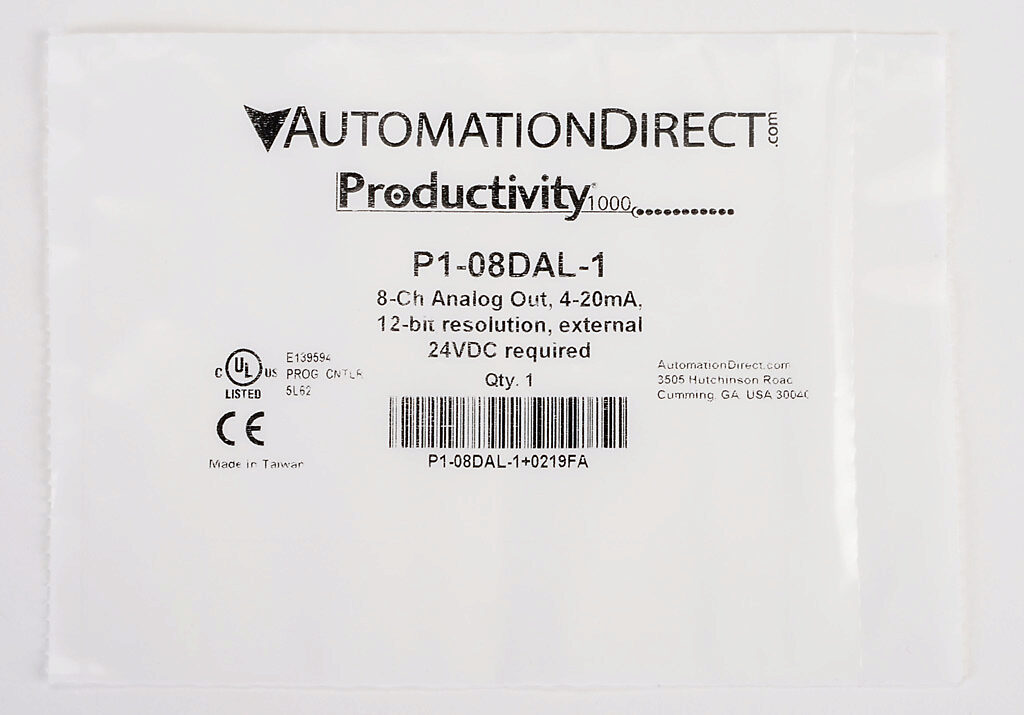 AUTOMATIONDIRECT.com
Productivity® 1000
P1-08DAL-1
8-Ch Analog Out, 4-20mA,
12-bit resolution, external
24VDC required
Qty. 1
C UL US
LISTED
E139594
PROG CNTLR
5L62
CE
Made in Taiwan
P1-08DAL-1+0219FA
AutomationDirect.com
3505 Hutchinson Road
Cumming, GA USA 30040